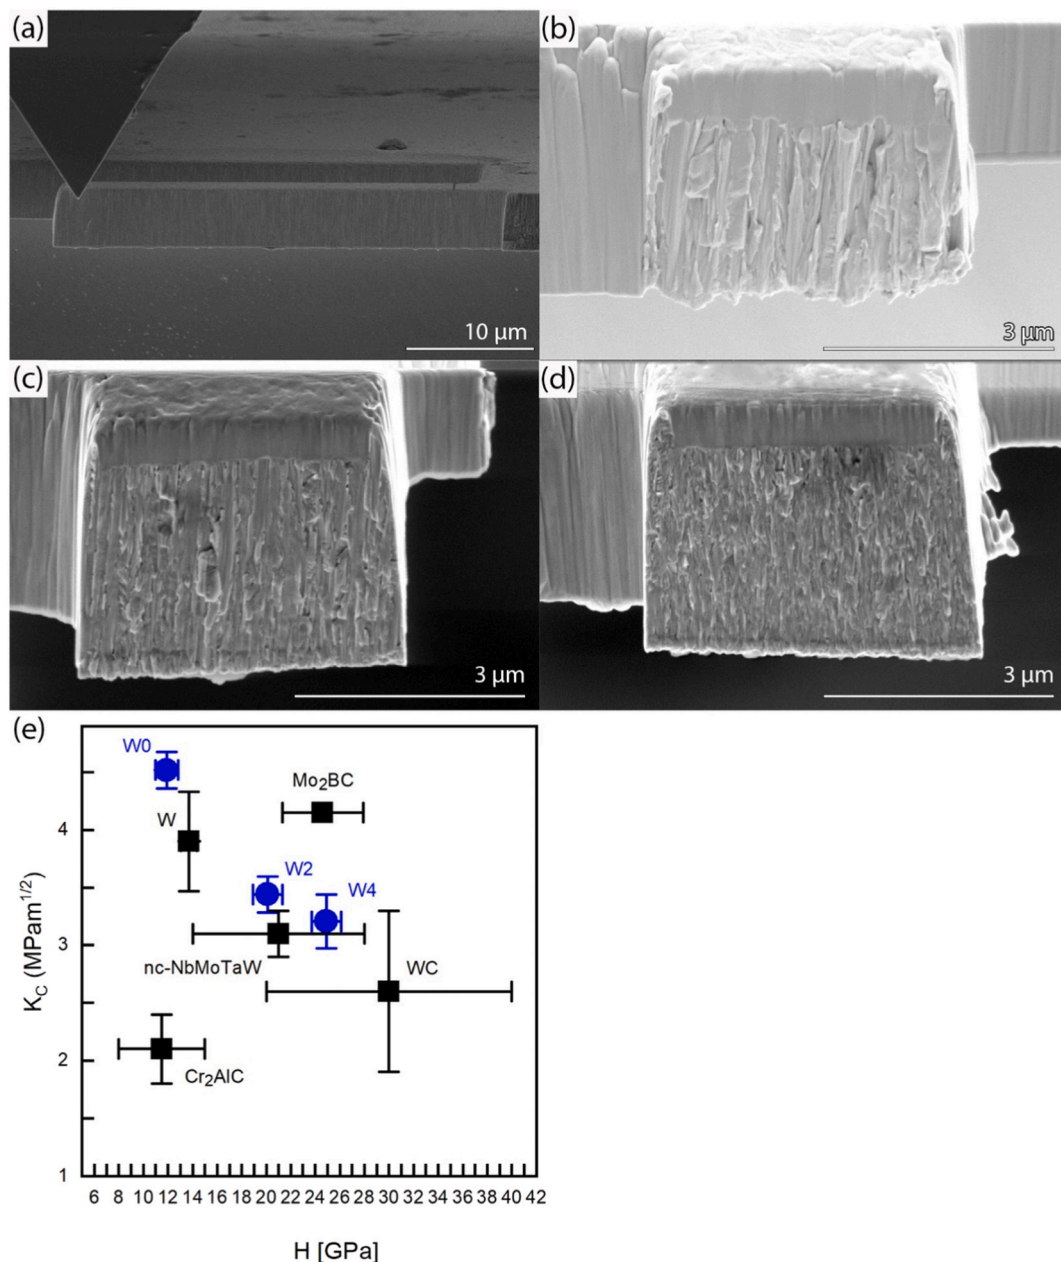 (a)
(b)
10 µm
3 µm
(c)
(d)
3 µm
3 µm
(e)
W0
Mo2BC
W
4
W2
W4
3
nc-NbMoTaW
WC
2
Cr2AlC
1
KC (MPam1/2)
6 8 10 12 14 16 18 20 22 24 26 28 30 32 34 36 38 40 42
H [GPa]